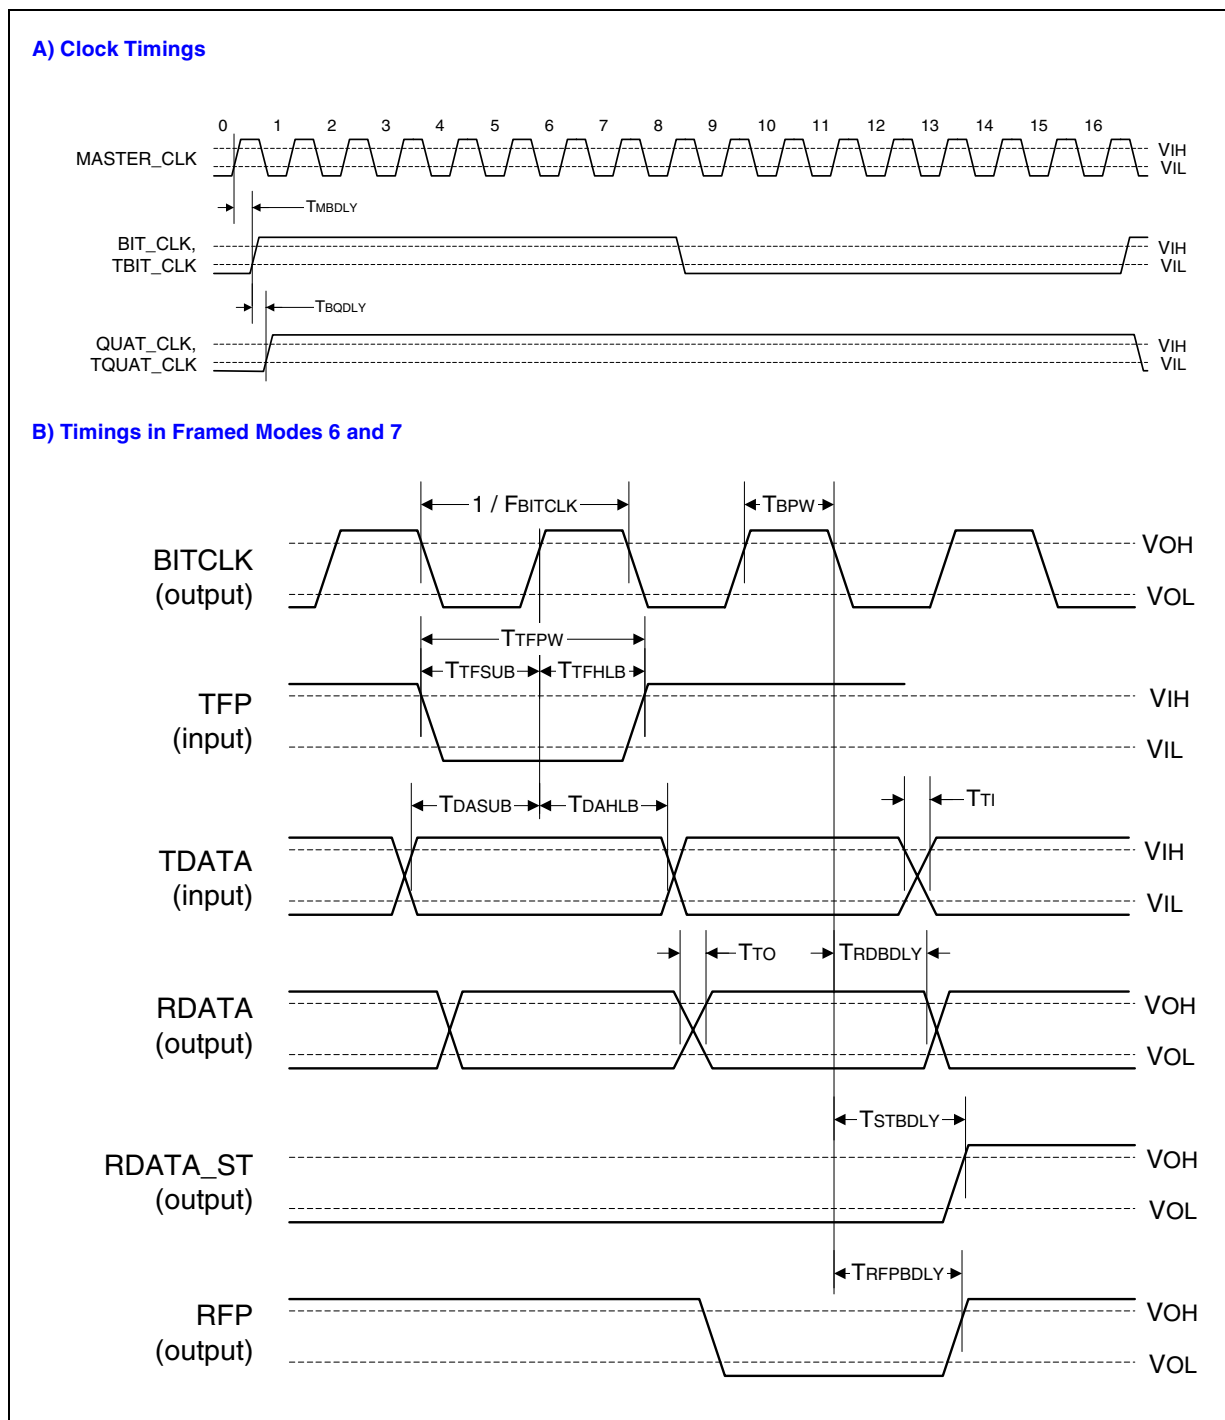 A) Clock Timings
0 1 2 3 4 5 6 7 8 9 10 11 12 13 14 15 16
MASTER_CLK
VIH
VIL
TMBDLY
BIT_CLK,
TBIT_CLK
VIH
VIL
TBQDLY
QUAT_CLK,
TQUAT_CLK
VIH
VIL
B) Timings in Framed Modes 6 and 7
1 / FBITCLK
TBPW
BITCLK
(output)
VOH
VOL
TTFPW
TTFSUB
TTFHLB
TFP
(input)
VIH
VIL
TDASUB
TDAHLB
TTI
TDATA
(input)
VIH
VIL
TTO
TRDBDLY
RDATA
(output)
VOH
VOL
TSTBDLY
RDATA_ST
(output)
VOH
VOL
TRFPBDLY
RFP
(output)
VOH
VOL